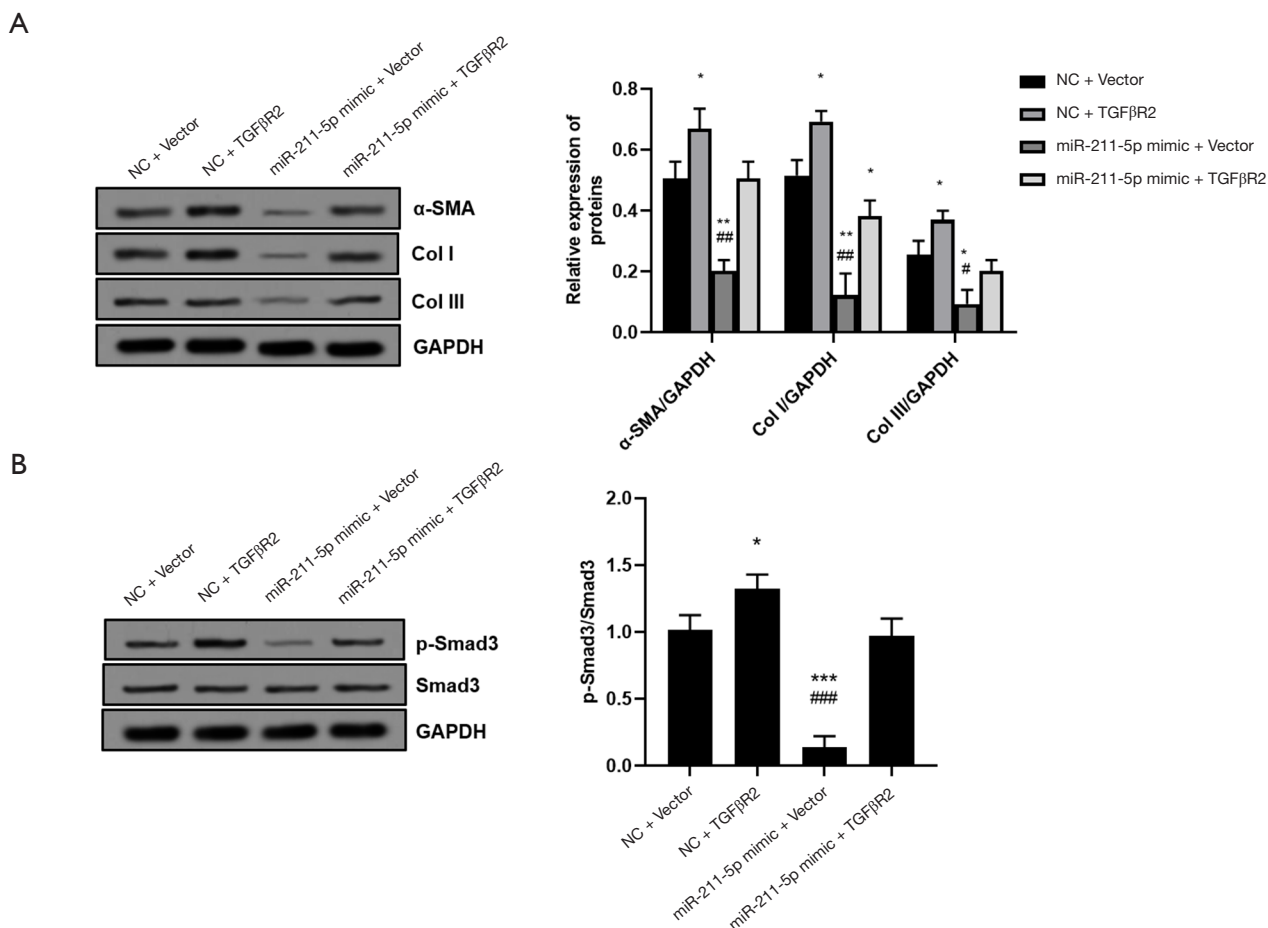 A
NC + Vector
NC + TGFβR2
miR-211-5p mimic + Vector
miR-211-5p mimic + TGFβR2
α-SMA
Col I
Col III
GAPDH
Relative expression of
proteins
0.8
0.6
0.4
0.2
0.0
*
**
##
*
**
##
*
*
*
#
α-SMA/GAPDH
Col I/GAPDH
Col III/GAPDH
NC + Vector
NC + TGFβR2
miR-211-5p mimic + Vector
miR-211-5p mimic + TGFβR2
B
NC + Vector
NC + TGFβR2
miR-211-5p mimic + Vector
miR-211-5p mimic + TGFβR2
p-Smad3
Smad3
GAPDH
p-Smad3/Smad3
2.0
1.5
1.0
0.5
0.0
*
***
###
NC + Vector
NC + TGFβR2
miR-211-5p mimic + Vector
miR-211-5p mimic + TGFβR2